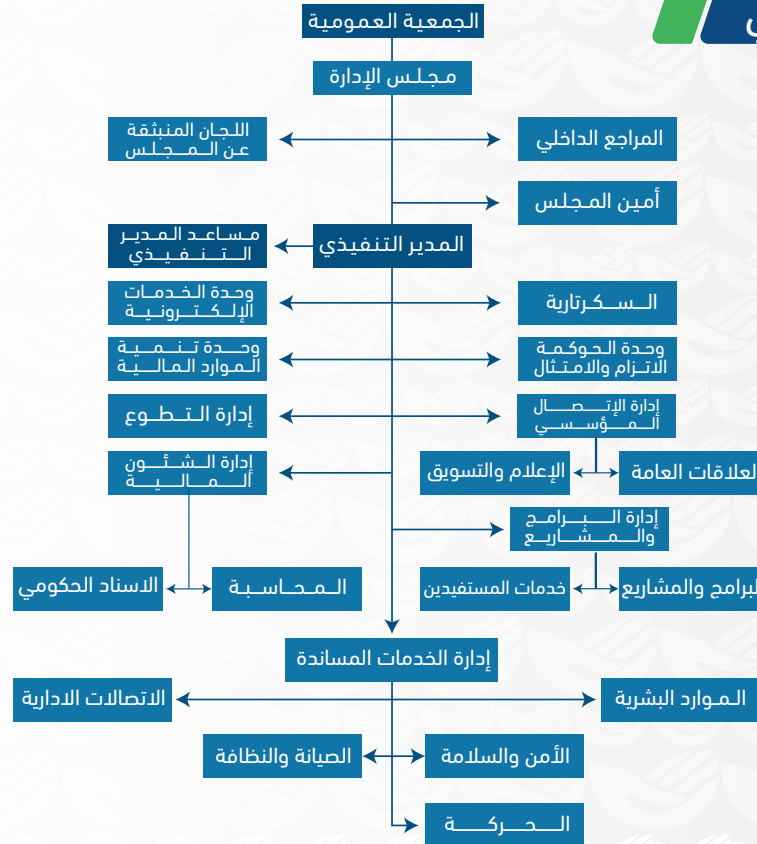 الجمعية العمومية
مجلس الإدارة
المراجع الداخلي
اللجان المنبثقة
عن المجلس
أمين المجلس
المدير التنفيذي
مساعد المدير
التنفيذي
السكرتارية
وحدة الخدمات
الإلكترونية
وحدة الحوكمة
الاتزام والامتثال
وحدة تنمية
الموارد المالية
إدارة الإتصال
المؤسسي
إدارة التطوع
العلاقات العامة
الإعلام والتسويق
إدارة الشئون
المالية
إدارة البرامج
والمشاريع
البرامج والمشاريع
خدمات المستفيدين
المحاسبة
الاسناد الحكومي
إدارة الخدمات المساندة
الموارد البشرية
الاتصالات الادارية
الأمن والسلامة
الصيانة والنظافة
الحركة